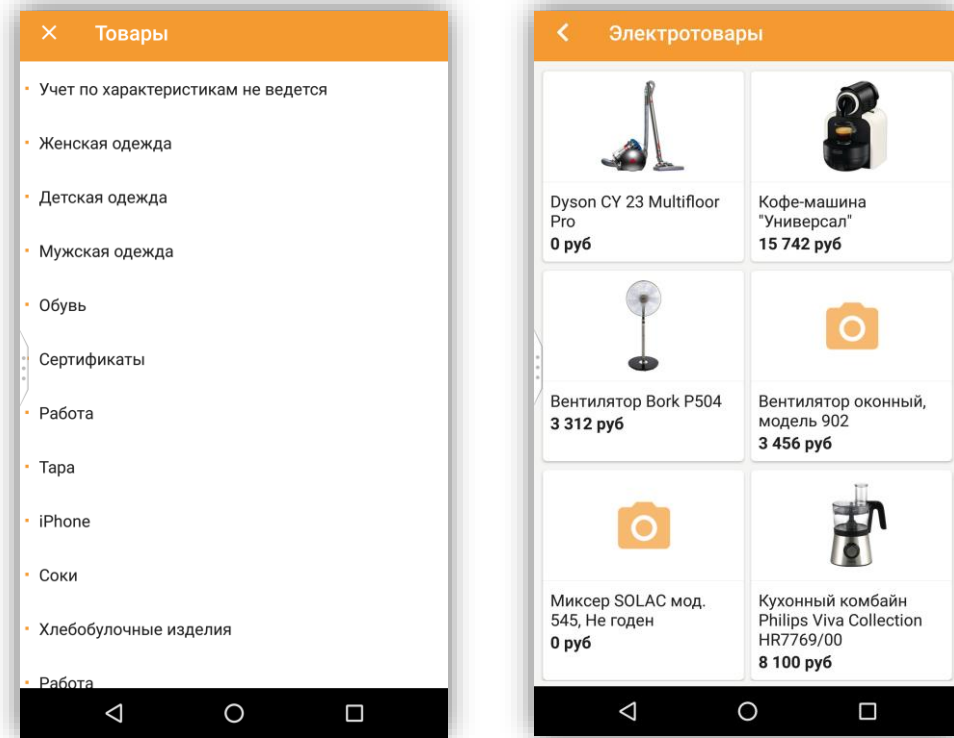 Товары
Учет по характеристикам не ведется
Женская одежда
Детская одежда
Мужская одежда
Обувь
Сертификаты
Работа
Тара
iPhone
Соки
Хлебобулочные изделия
Работа
Электротовары
Dyson CY 23 Multifloor
Pro
0 руб
Кофе-машина
"Универсал"
15 742 руб
Вентилятор Bork P504
3 312 руб
Вентилятор оконный,
модель 902
3 456 руб
Миксер SOLAC мод.
545, Не годен
0 руб
Кухонный комбайн
Philips Viva Collection
HR7769/00
8 100 руб